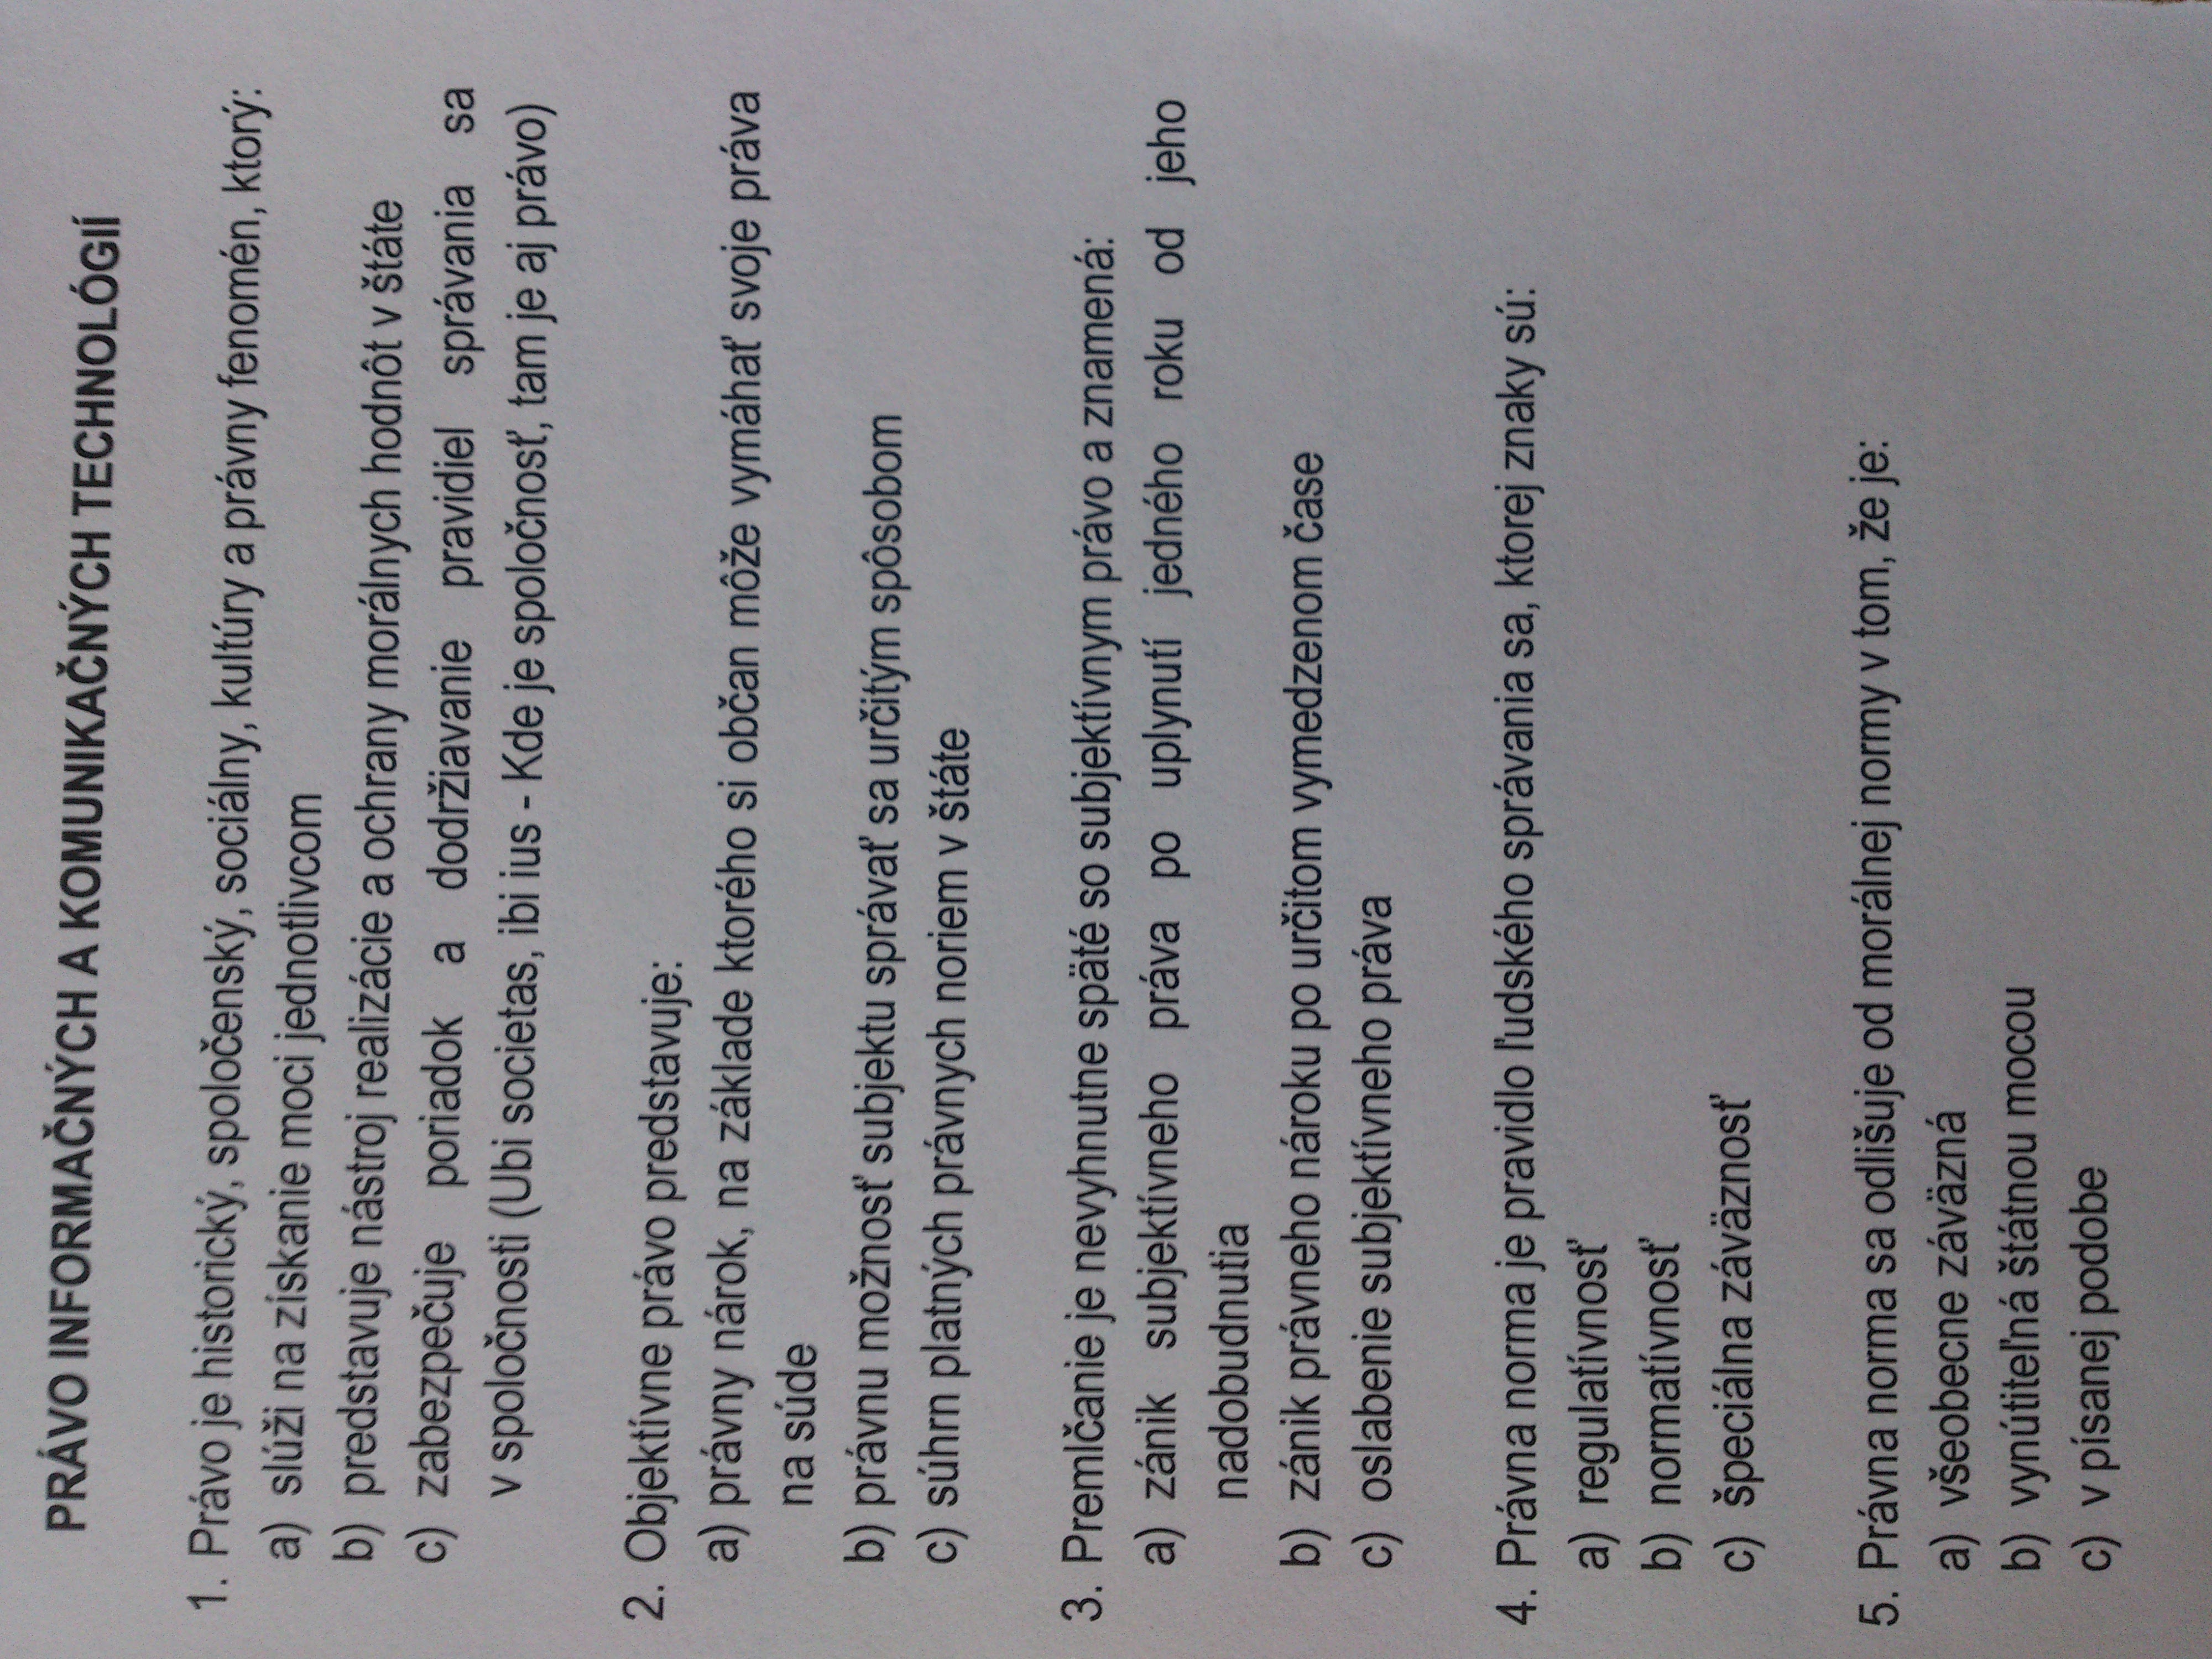 PRÁVO INFORMAČNÝCH A KOMUNIKAČNÝCH TECHNOLÓGIÍ
1. Právo je historický, spoločenský, sociálny, kultúry a právny fenomén, ktorý:
a) slúži na získanie moci jednotlivcom
b) predstavuje nástroj realizácie a ochrany morálnych hodnôt v štáte
c) zabezpečuje poriadok a dodržiavanie pravidiel správania sa
v spoločnosti (Ubi societas, ibi ius - Kde je spoločnosť, tam je aj právo)
2. Objektívne právo predstavuje:
a) právny nárok, na základe ktorého si občan môže vymáhať svoje práva
na súde
b) právnu možnosť subjektu správať sa určitým spôsobom
c) súhrn platných právnych noriem v štáte
3. Premlčanie je nevyhnutne späté so subjektívnym právo a znamená:
a) zánik subjektívneho práva po uplynutí jedného roku od jeho
nadobudnutia
b) zánik právneho nároku po určitom vymedzenom čase
c) oslabenie subjektívneho práva
4. Právna norma je pravidlo ľudského správania sa, ktorej znaky sú:
a) regulatívnosť
b) normatívnosť
c) špeciálna záväznosť
5. Právna norma sa odlišuje od morálnej normy v tom, že je:
a) všeobecne záväzná
b) vynútiteľná štátnou mocou
c) v písanej podobe